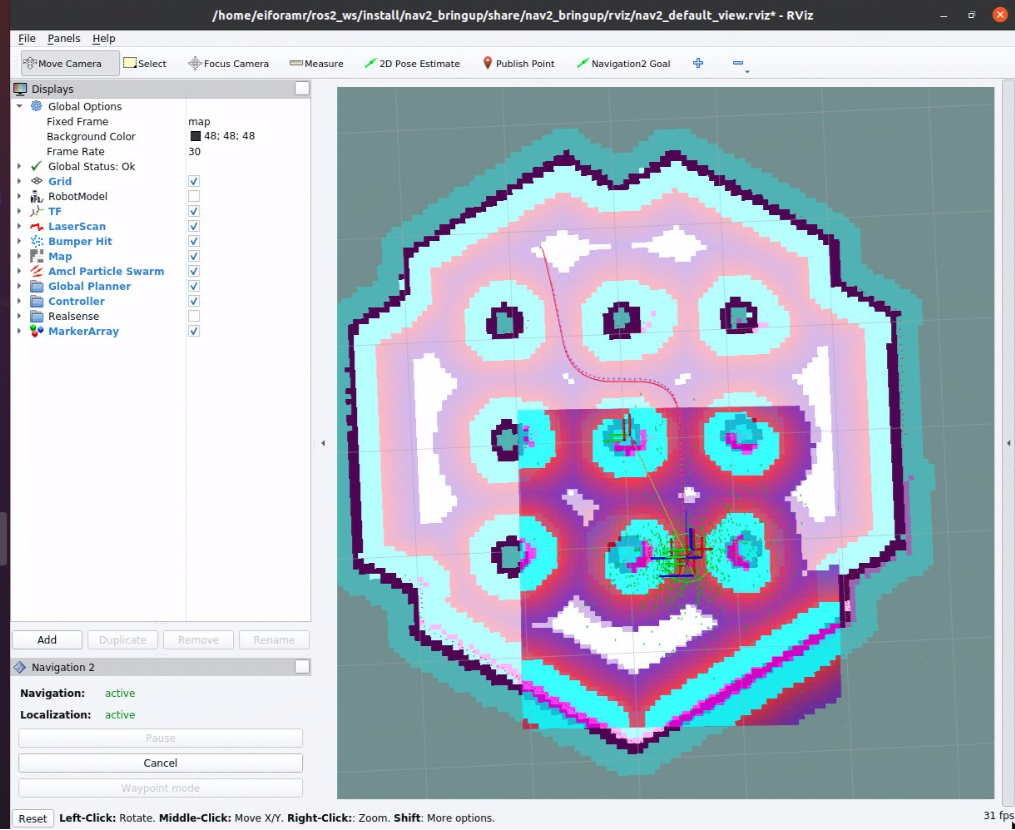 /home/eiforamr/ros2_ws/install/nav2_bringup/share/nav2_bringup/rviz/nav2_default_view.rviz* - RViz
File Panels Help
Move Camera Select Focus Camera Measure 2D Pose Estimate Publish Point Navigation2 Goal
Displays
Global Options
Fixed Frame map
Background Color 48; 48; 48
Frame Rate 30
Global Status: Ok
Grid
RobotModel
TF
LaserScan
Bumper Hit
Map
Amcl Particle Swarm
Global Planner
Controller
Realsense
MarkerArray
Add Duplicate Remove Rename
Navigation 2
Navigation: active
Localization: active
Pause
Cancel
Waypoint mode
Reset Left-Click: Rotate. Middle-Click: Move X/Y. Right-Click:: Zoom. Shift: More options. 31 fps